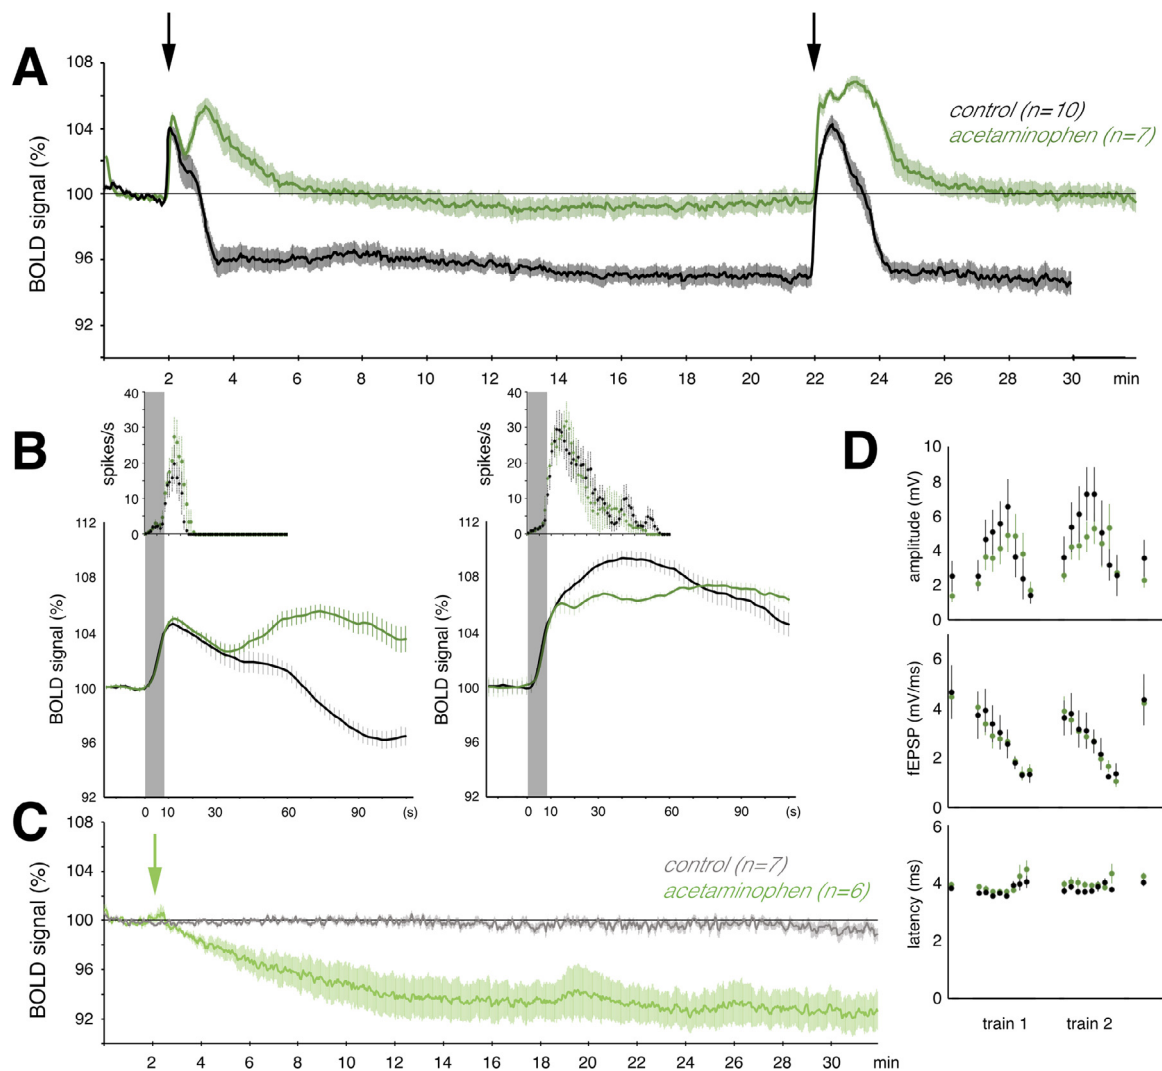 A
BOLD signal (%)
108
104
100
96
92
control (n=10)
acetaminophen (n=7)
2 4 6 8 10 12 14 16 18 20 22 24 26 28 30 min
B
spikes/s
40
30
20
10
0
BOLD signal (%)
112
108
104
100
96
92
0 10 30 60 90 (s)
spikes/s
40
30
20
10
0
BOLD signal (%)
112
108
104
100
96
92
0 10 30 60 90 (s)
C
BOLD signal (%)
108
104
100
96
92
control (n=7)
acetaminophen (n=6)
2 4 6 8 10 12 14 16 18 20 22 24 26 28 30 min
D
amplitude (mV)
10
8
6
4
2
0
fEPSP (mV/ms)
6
4
2
0
latency (ms)
6
4
2
0
train 1 train 2